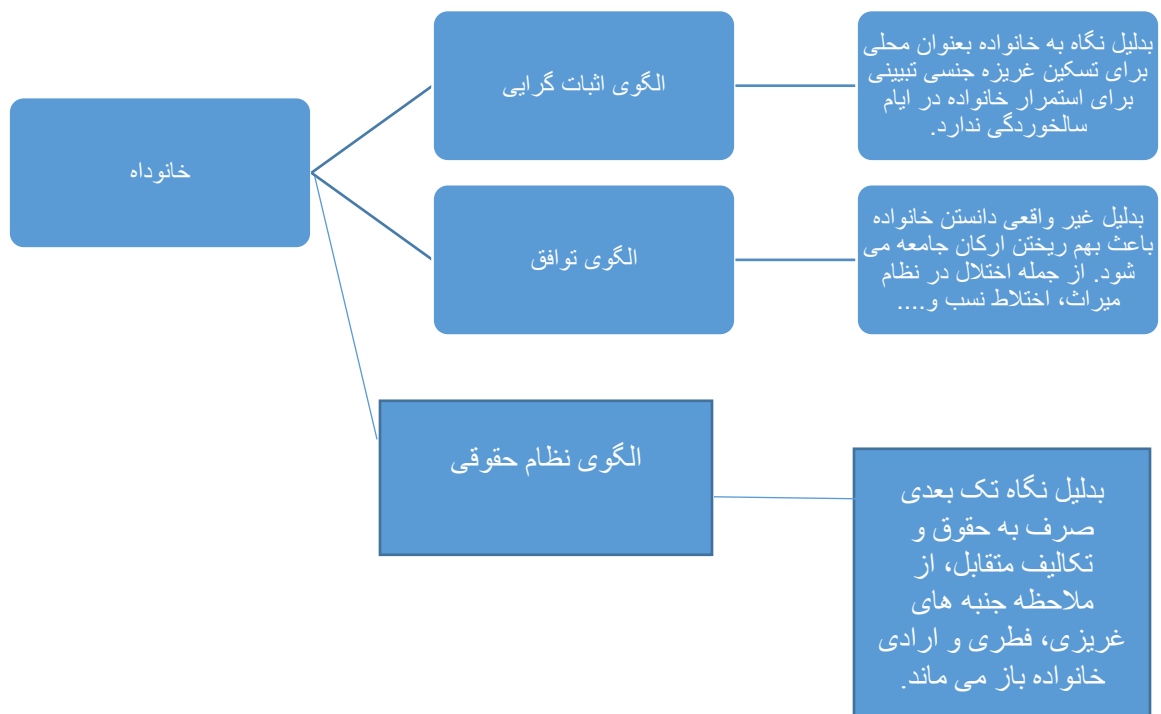 خانوداه
الگوی اثبات گرایی
بدلیل نگاه به خانواده بعنوان محلی
برای تسکین غریزه جنسی تبیینی
برای استمرار خانواده در ایام
سالخوردگی ندارد.
الگوی توافق
بدلیل غیر واقعی دانستن خانواده
باعث بهم ریختن ارکان جامعه می
شود. از جمله اختلال در نظام
میراث، اختلاط نسب و....
الگوی نظام حقوقی
بدلیل نگاه تک بعدی
صرف به حقوق و
تکالیف متقابل، از
ملاحظه جنبه های
غریزی، فطری و ارادی
خانواده باز می ماند.